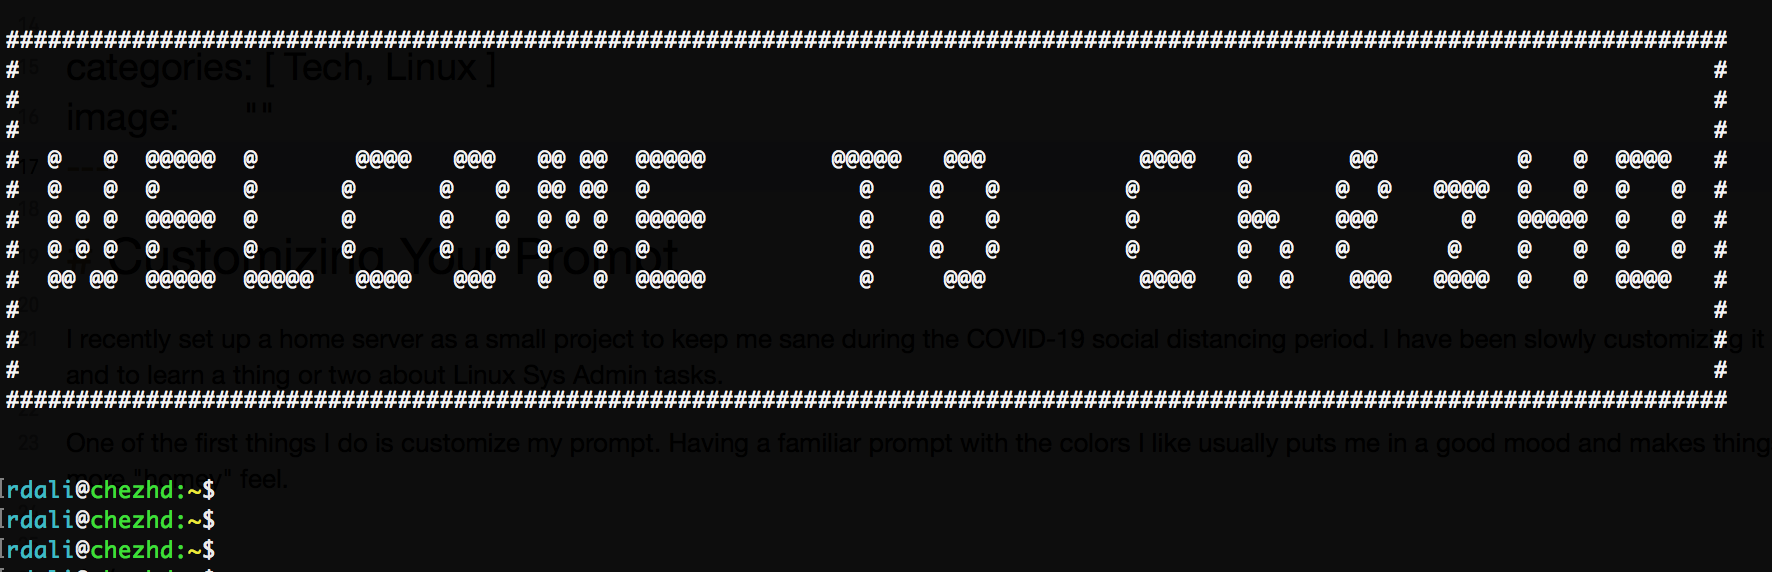 categories: [ Tech, Linux ]
image: ""
WELCOME TO ChezHD
Customizing Your Prompt
I recently set up a home server as a small project to keep me sane during the COVID-19 social distancing period. I have been slowly customizing it
and to learn a thing or two about Linux Sys Admin tasks.
23 One of the first things I do is customize my prompt. Having a familiar prompt with the colors I like usually puts me in a good mood and makes thing
more "homey" feel.
rdali@chezhd:~$
rdali@chezhd:~$
rdali@chezhd:~$